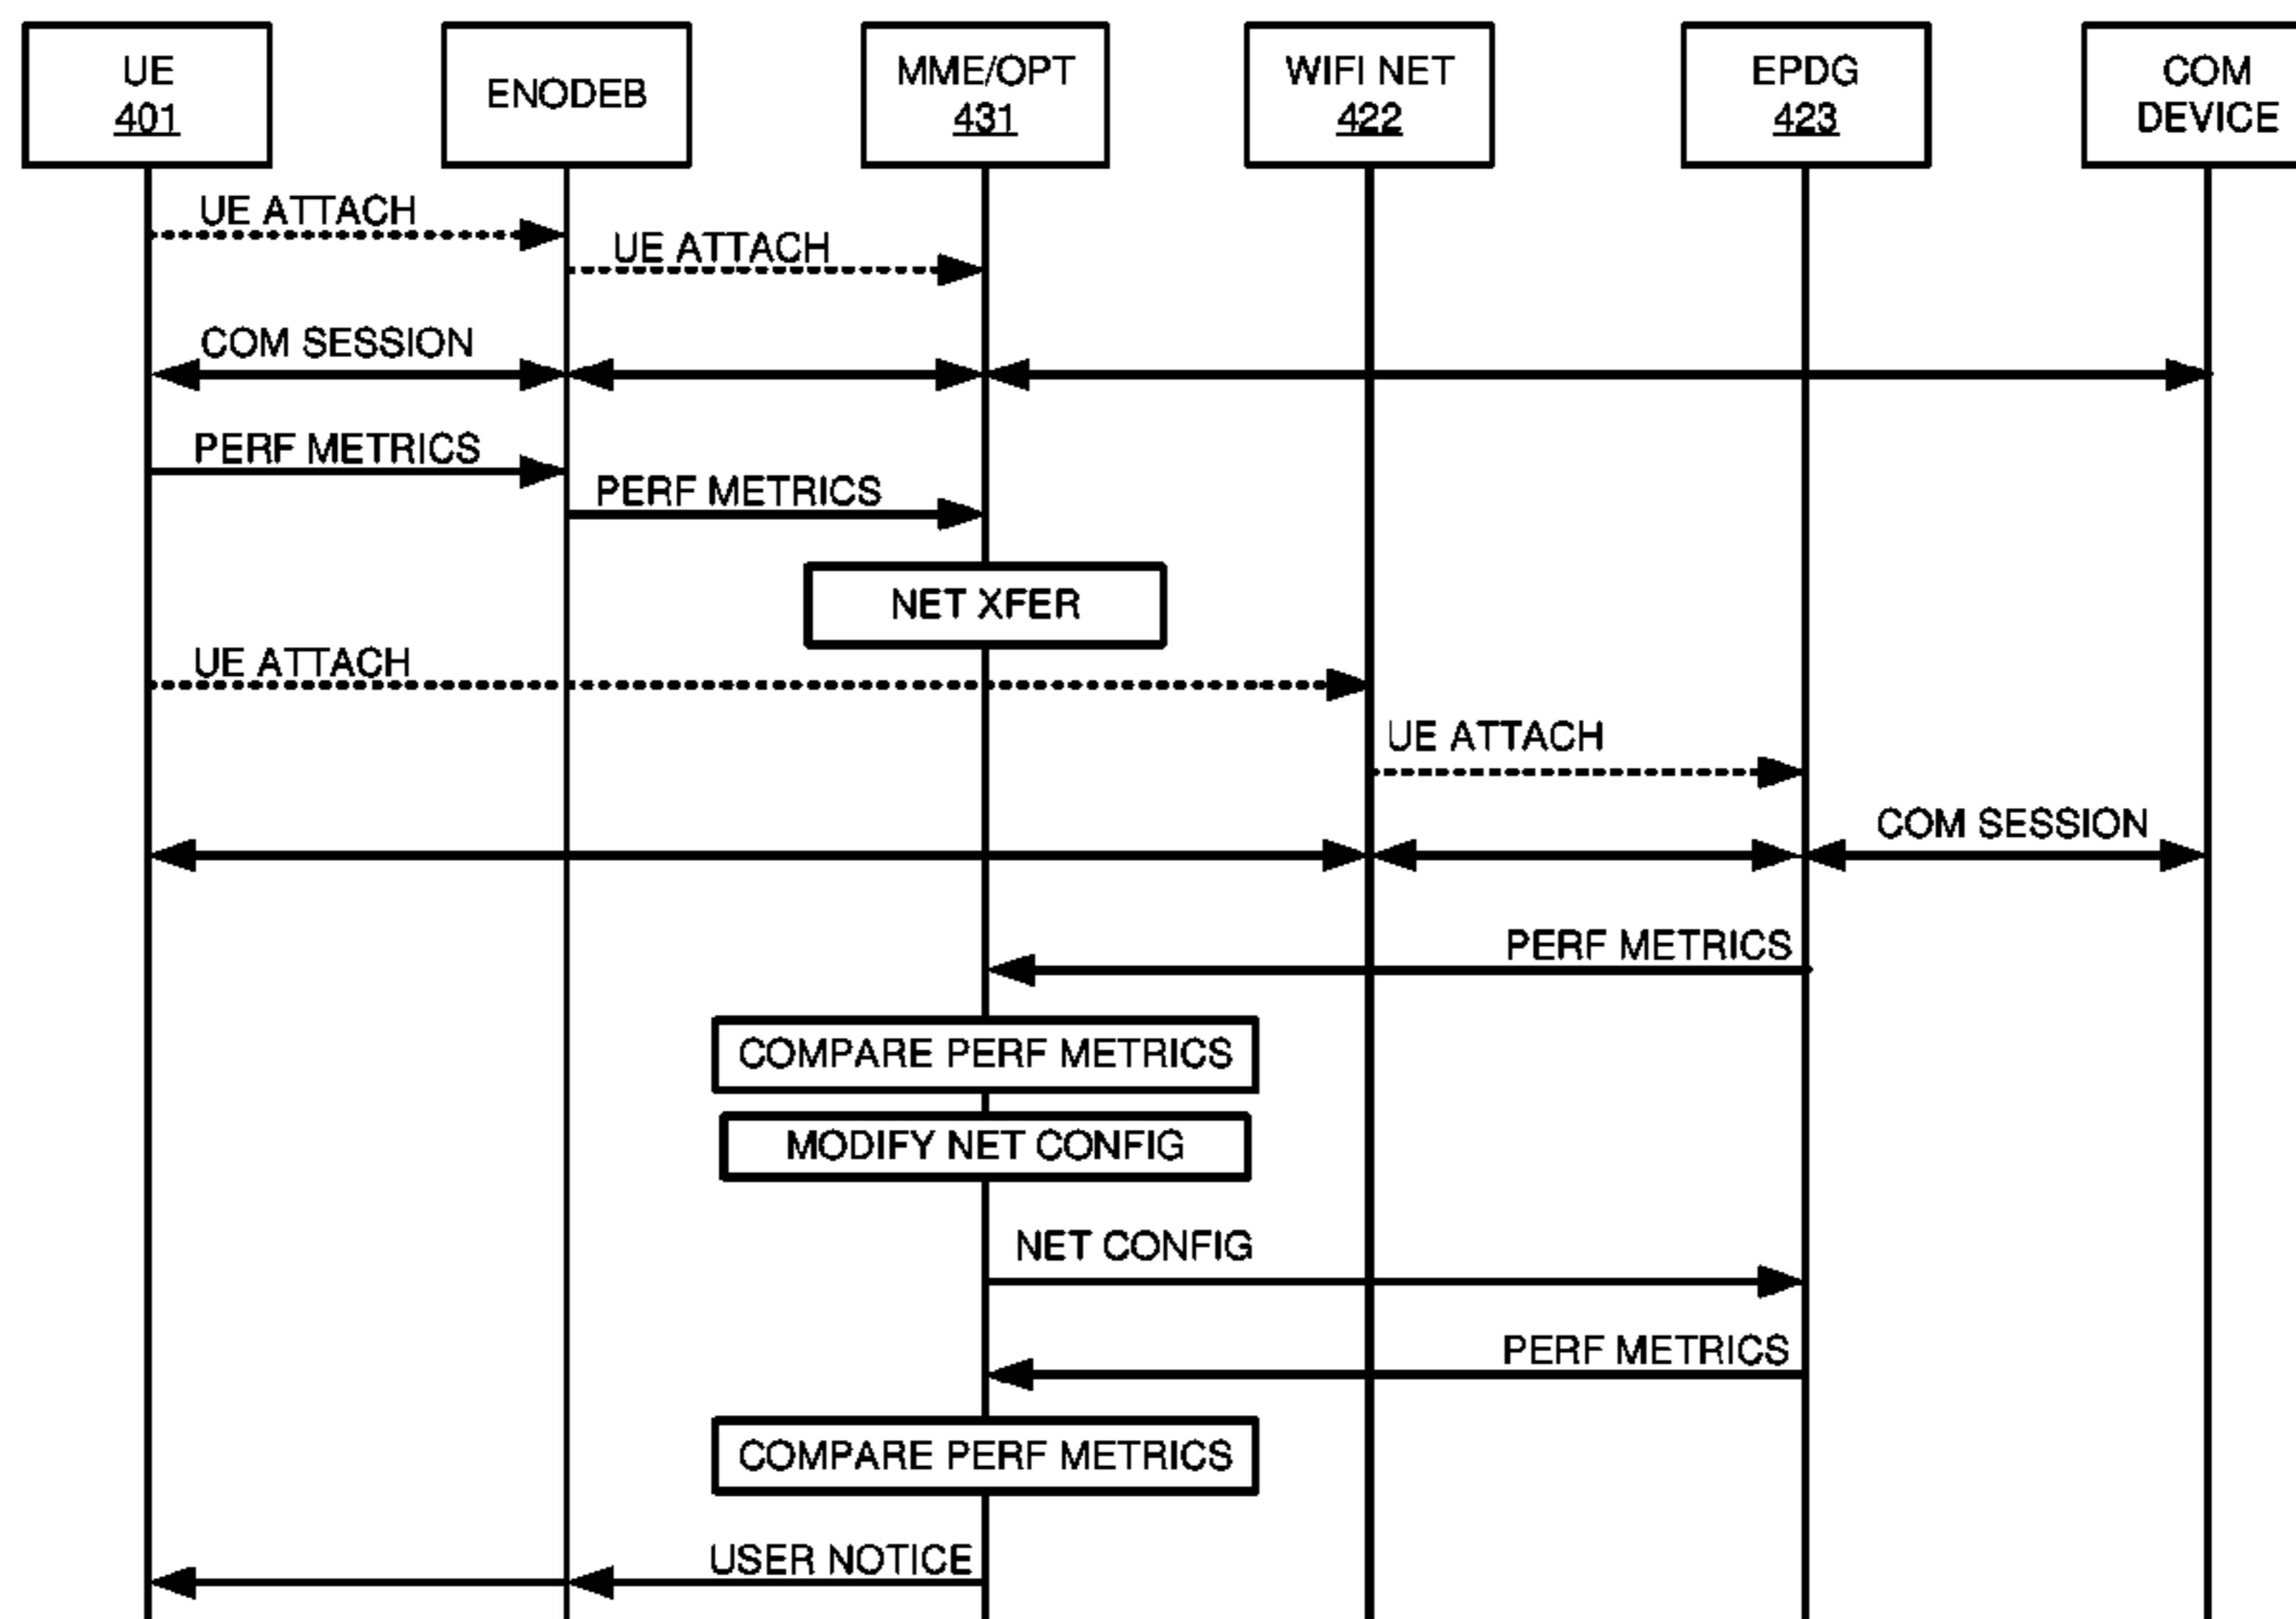 UE
401
ENODEB
MME/OPT
431
WIFI NET
422
EPDG
423
COM
DEVICE
UE ATTACH
UE ATTACH
COM SESSION
PERF METRICS
PERF METRICS
NET XFER
UE ATTACH
UE ATTACH
COM SESSION
PERF METRICS
COMPARE PERF METRICS
MODIFY NET CONFIG
NET CONFIG
PERF METRICS
COMPARE PERF METRICS
USER NOTICE